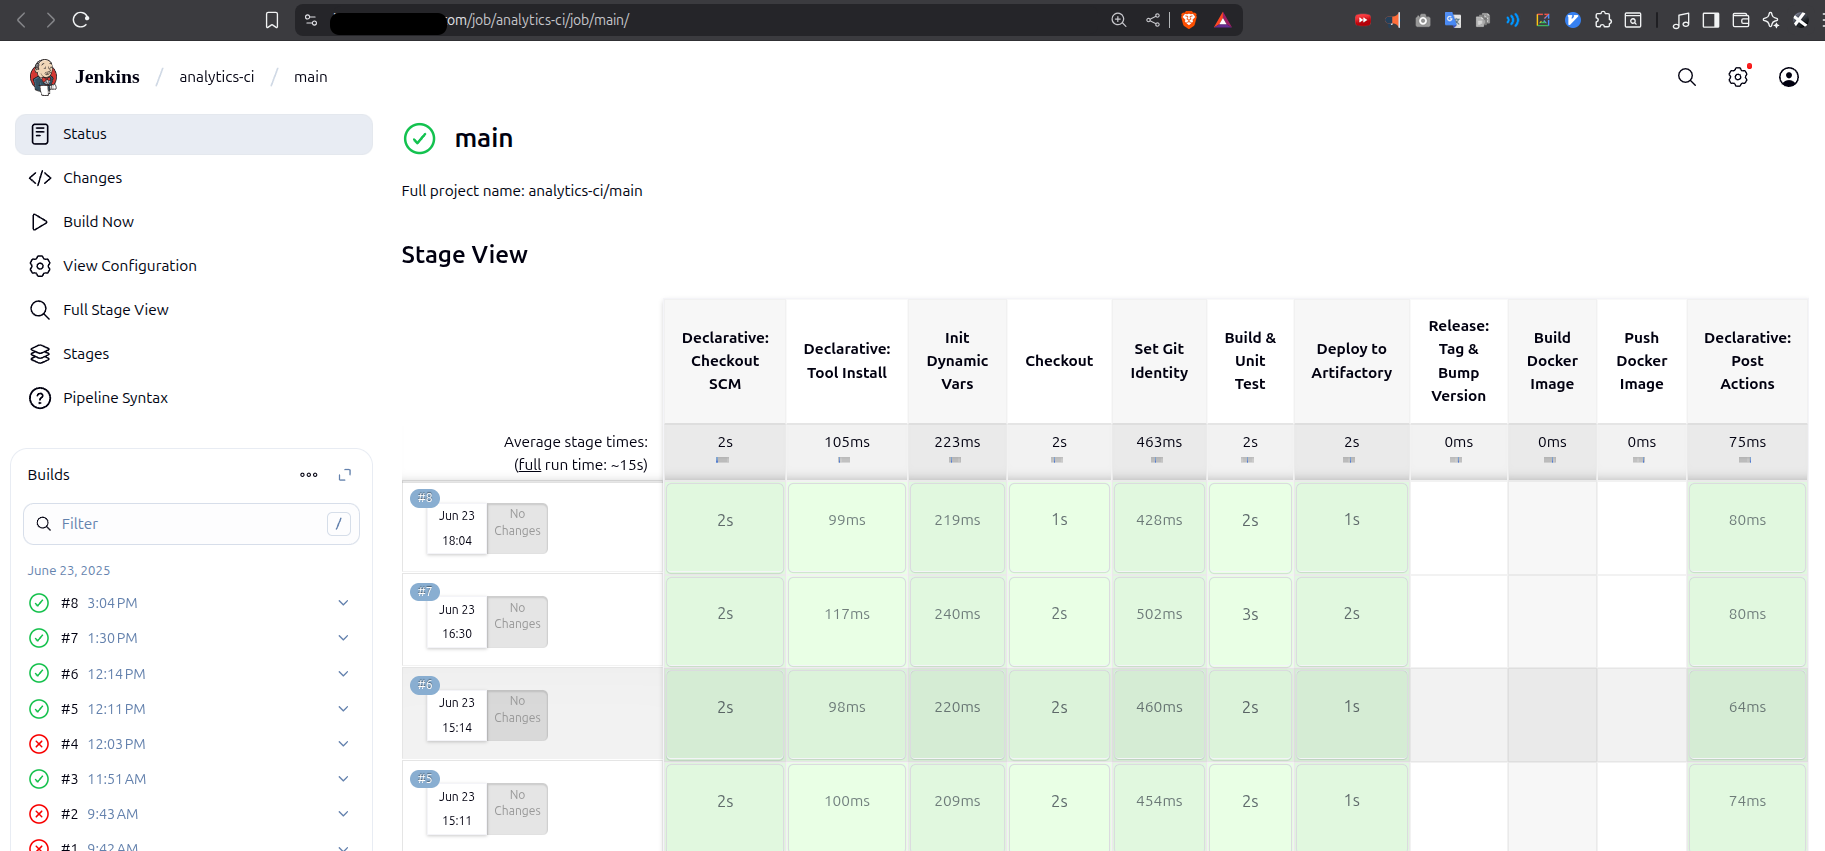 om/job/analytics-ci/job/main/
Jenkins / analytics-ci / main
Status
Changes
Build Now
View Configuration
Full Stage View
Stages
Pipeline Syntax
Builds
Filter /
June 23, 2025
#8 3:04 PM
#7 1:30 PM
#6 12:14 PM
#5 12:11 PM
#4 12:03 PM
#3 11:51 AM
#2 9:43 AM
#1 9:42 AM
main
Full project name: analytics-ci/main
Stage View
Declarative: Checkout SCM
Declarative: Tool Install
Init Dynamic Vars
Checkout
Set Git Identity
Build & Unit Test
Deploy to Artifactory
Release: Tag & Bump Version
Build Docker Image
Push Docker Image
Declarative: Post Actions
Average stage times:
(full run time: ~15s)
2s 105ms 223ms 2s 463ms 2s 2s 0ms 0ms 0ms 75ms
#8
Jun 23
18:04
No Changes
2s 99ms 219ms 1s 428ms 2s 1s 80ms
#7
Jun 23
16:30
No Changes
2s 117ms 240ms 2s 502ms 3s 2s 80ms
#6
Jun 23
15:14
No Changes
2s 98ms 220ms 2s 460ms 2s 1s 64ms
#5
Jun 23
15:11
No Changes
2s 100ms 209ms 2s 454ms 2s 1s 74ms